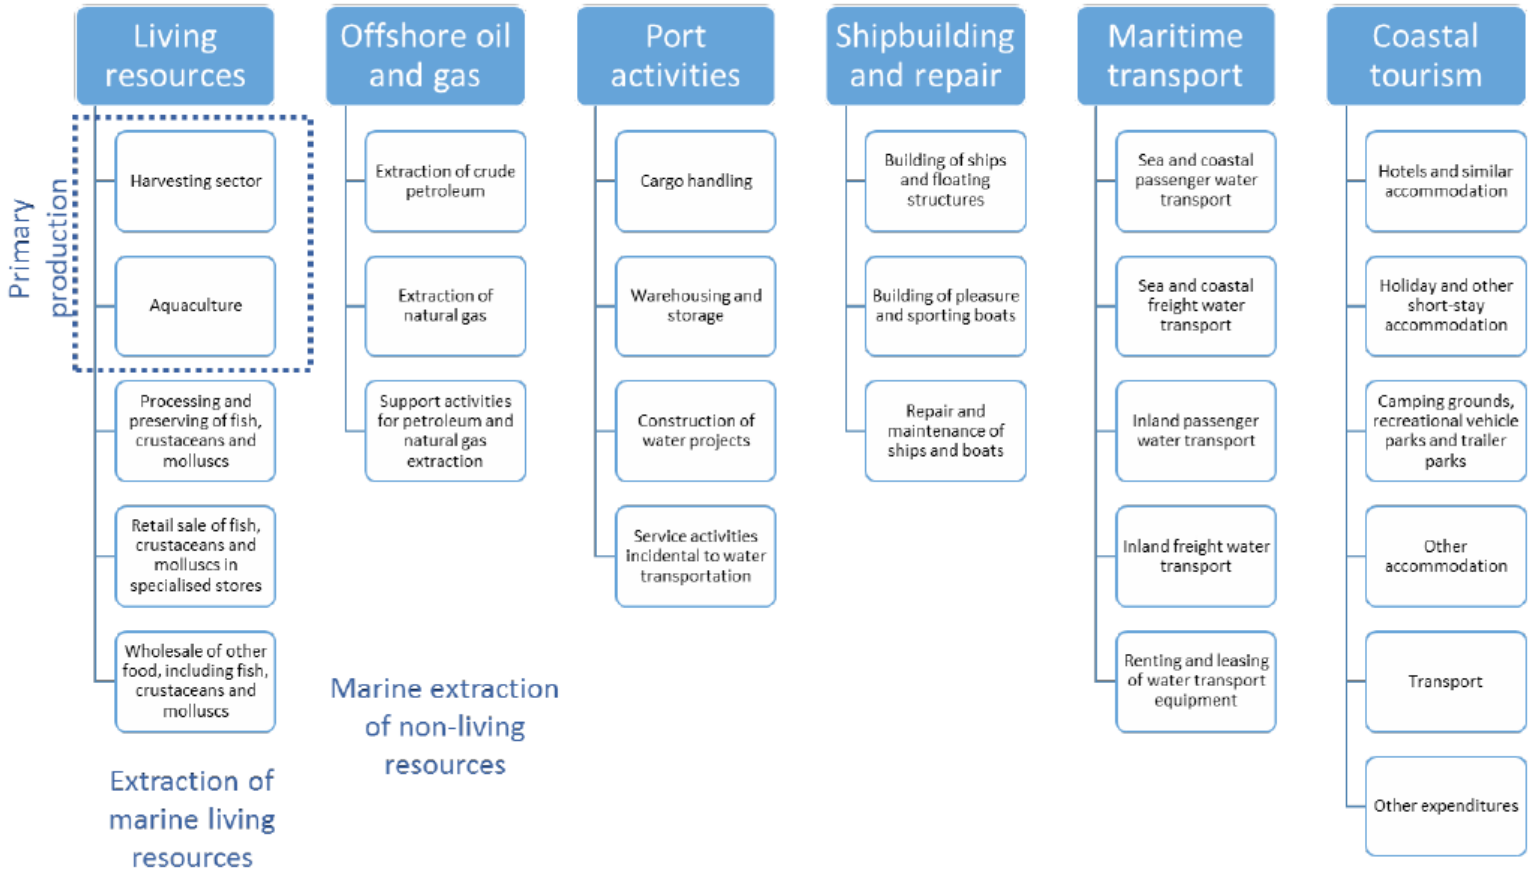 Living
resources
Primary
production
Harvesting sector
Aquaculture
Processing and
preserving of fish,
crustaceans and
molluscs
Retail sale of fish,
crustaceans and
molluscs in
specialised stores
Wholesale of other
food, including fish,
crustaceans and
molluscs
Extraction of
marine living
resources
Offshore oil
and gas
Extraction of crude
petroleum
Extraction of
natural gas
Support activities
for petroleum and
natural gas
extraction
Marine extraction
of non-living
resources
Port
activities
Cargo handling
Warehousing and
storage
Construction of
water projects
Service activities
incidental to water
transportation
Shipbuilding
and repair
Building of ships
and floating
structures
Building of pleasure
and sporting boats
Repair and
maintenance of
ships and boats
Maritime
transport
Sea and coastal
passenger water
transport
Sea and coastal
freight water
transport
Inland passenger
water transport
Inland freight water
transport
Renting and leasing
of water transport
equipment
Coastal
tourism
Hotels and similar
accommodation
Holiday and other
short-stay
accommodation
Camping grounds,
recreational vehicle
parks and trailer
parks
Other
accommodation
Transport
Other expenditures